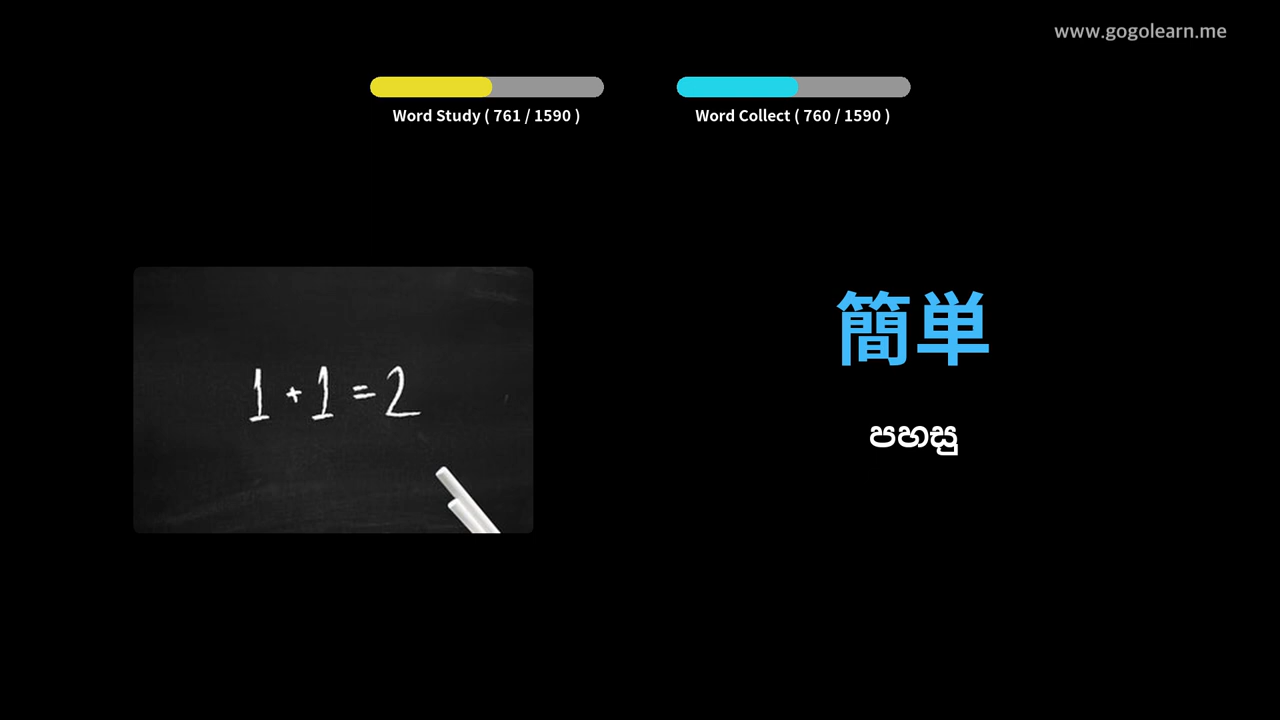 www.gogolearn.me
Word Study ( 761 / 1590 )
Word Collect ( 760 / 1590 )
1 + 1 = 2
簡単
පහසු